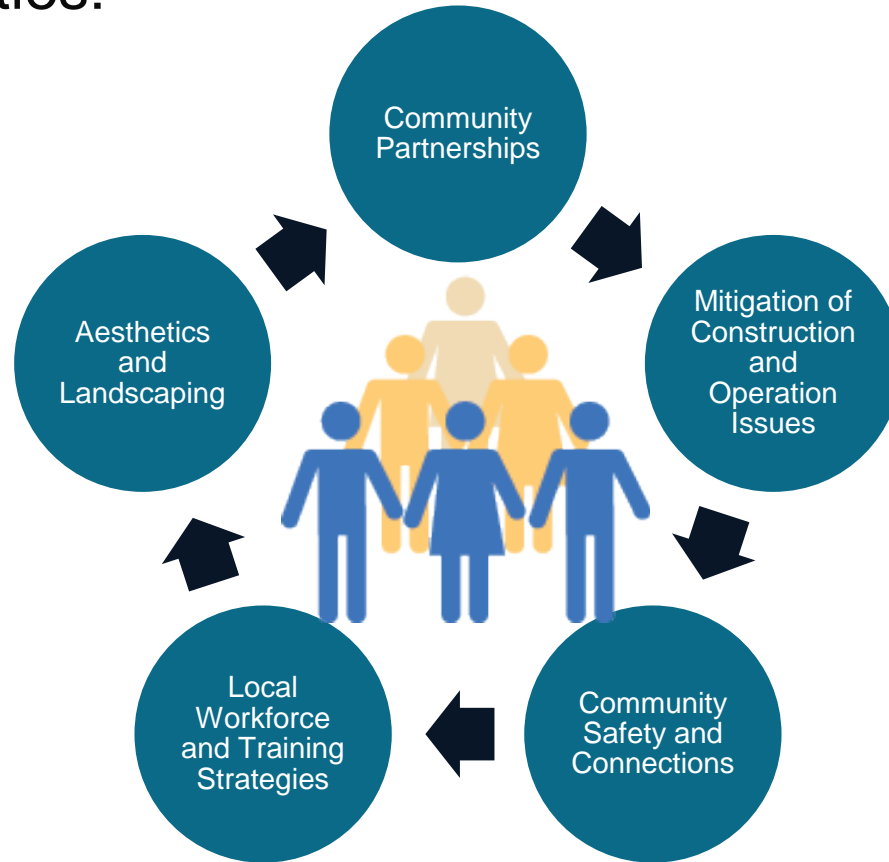 Community
Partnerships
Mitigation of
Construction
and
Operation
Issues
Community
Safety and
Connections
Local
Workforce
and Training
Strategies
Aesthetics
and
Landscaping